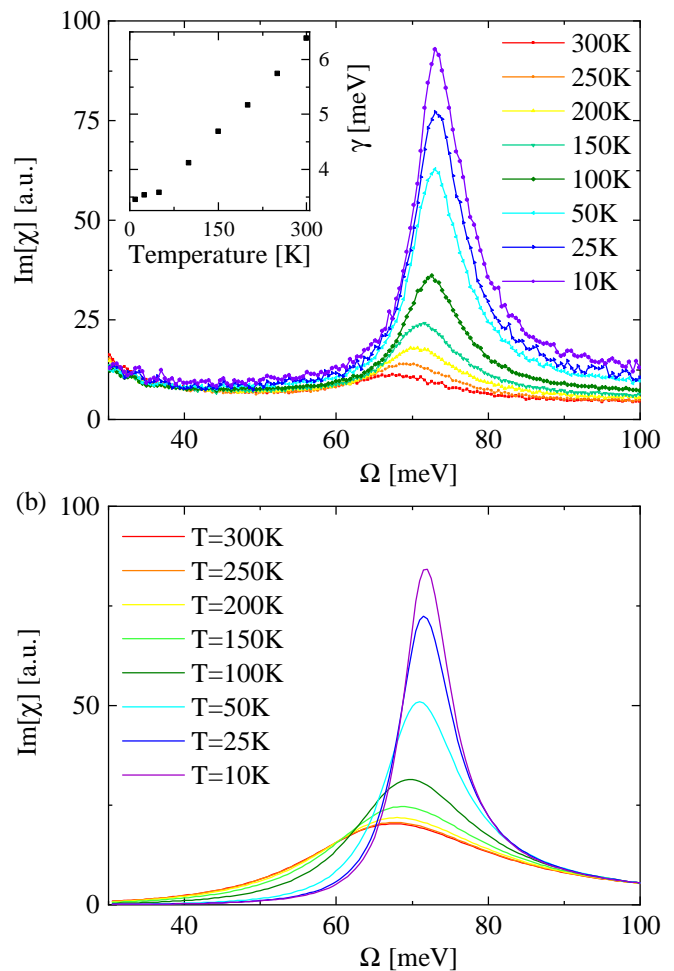 100
75
50
25
0
Im[χ] [a.u.]
6
5
4
γ [meV]
0 150 300
Temperature [K]
300K
250K
200K
150K
100K
50K
25K
10K
40 60 80 100
Ω [meV]
(b)
100
50
0
Im[χ] [a.u.]
T=300K
T=250K
T=200K
T=150K
T=100K
T=50K
T=25K
T=10K
40 60 80 100
Ω [meV]